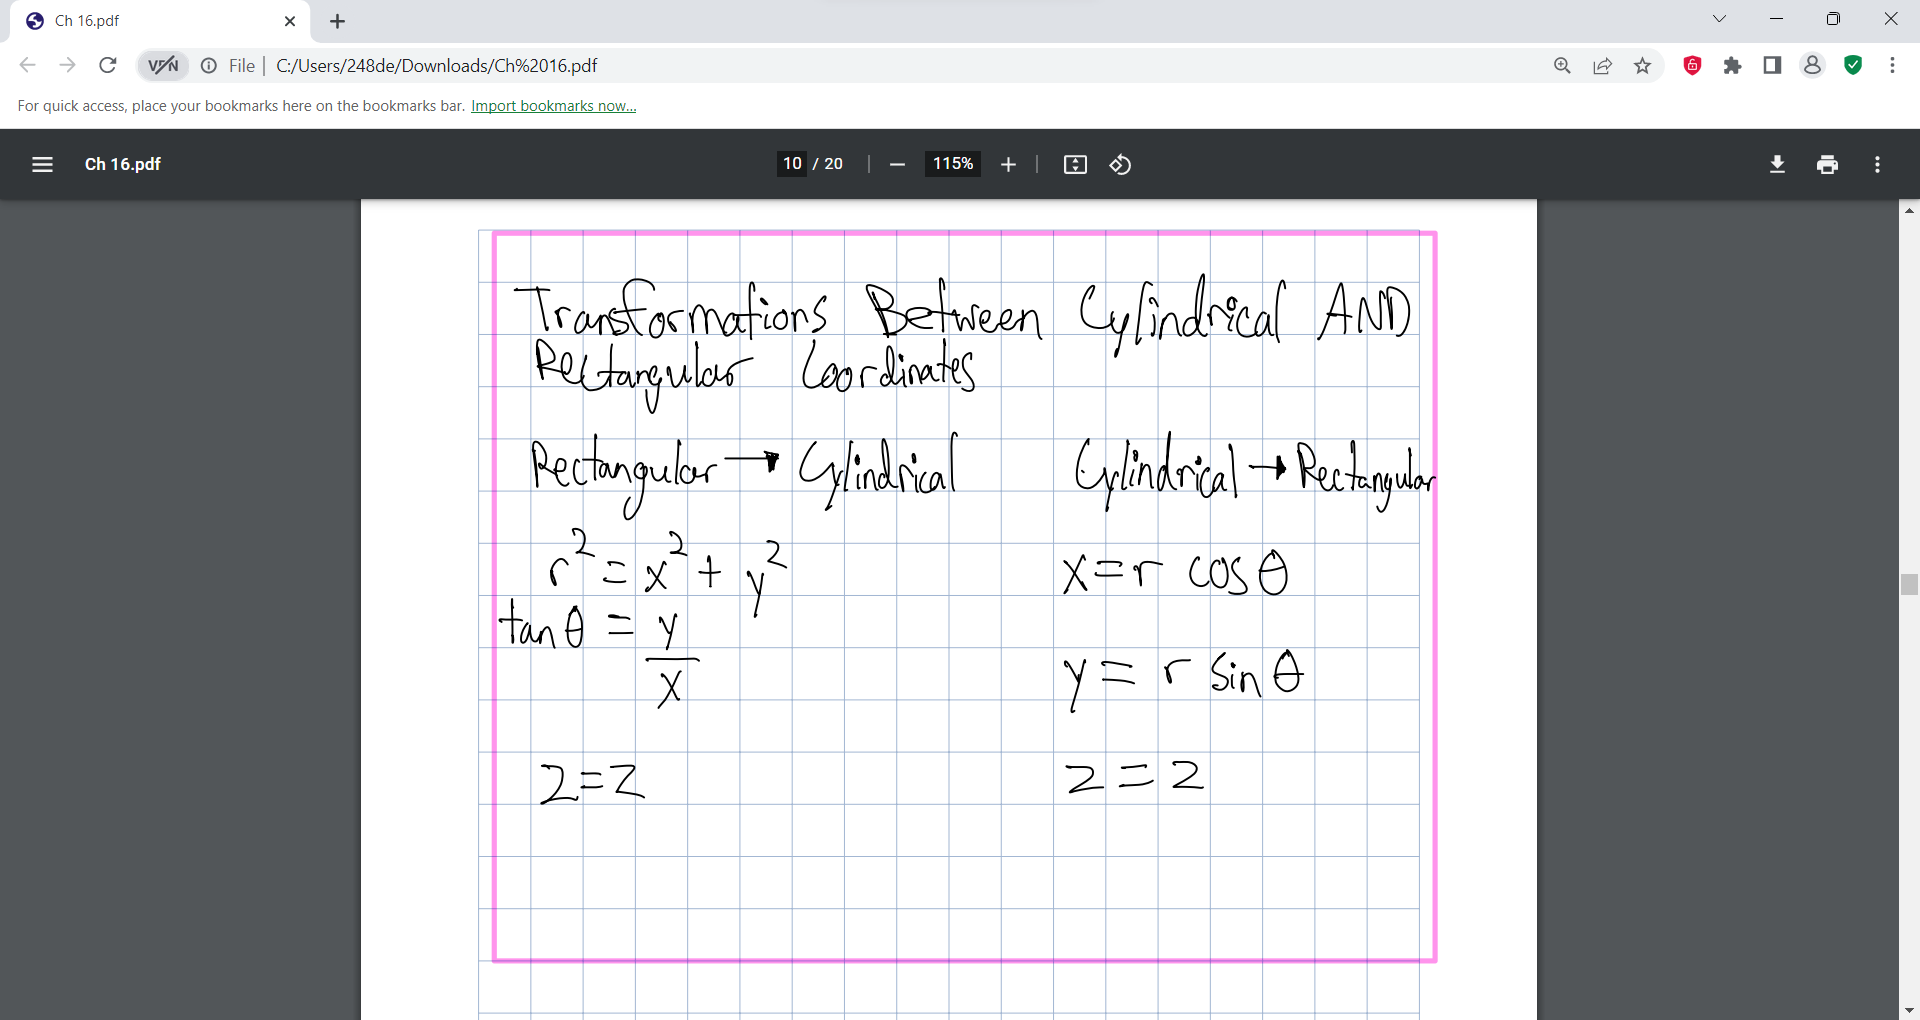 Ch 16.pdf
VPN File C:/Users/248de/Downloads/Ch%2016.pdf
For quick access, place your bookmarks here on the bookmarks bar. Import bookmarks now...
Ch 16.pdf 10 / 20 115%
Transformations Between Cylindrical AND
Rectangular Coordinates
Rectangular → Cylindrical Cylindrical → Rectangular
r² = x² + y² x = r cos θ
tan θ = y/x
y = r sin θ
z = z z = z